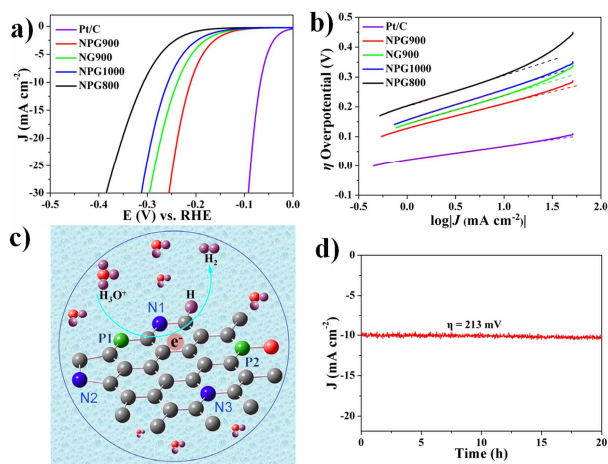 a)
Pt/C
NPG900
NG900
NPG1000
NPG800
J (mA cm⁻²)
0
-5
-10
-15
-20
-25
-30
-0.5
-0.4
-0.3
-0.2
-0.1
0.0
E (V) vs. RHE
b)
Pt/C
NPG900
NG900
NPG1000
NPG800
η Overpotential (V)
0.5
0.4
0.3
0.2
0.1
0.0
-0.1
-0.5
0.0
0.5
1.0
1.5
2.0
log|J (mA cm⁻²)|
c)
H₃O⁺
H₂
H
N1
P1
e⁻
P2
N2
N3
d)
η = 213 mV
J (mA cm⁻²)
0
-5
-10
-15
-20
0
5
10
15
20
Time (h)